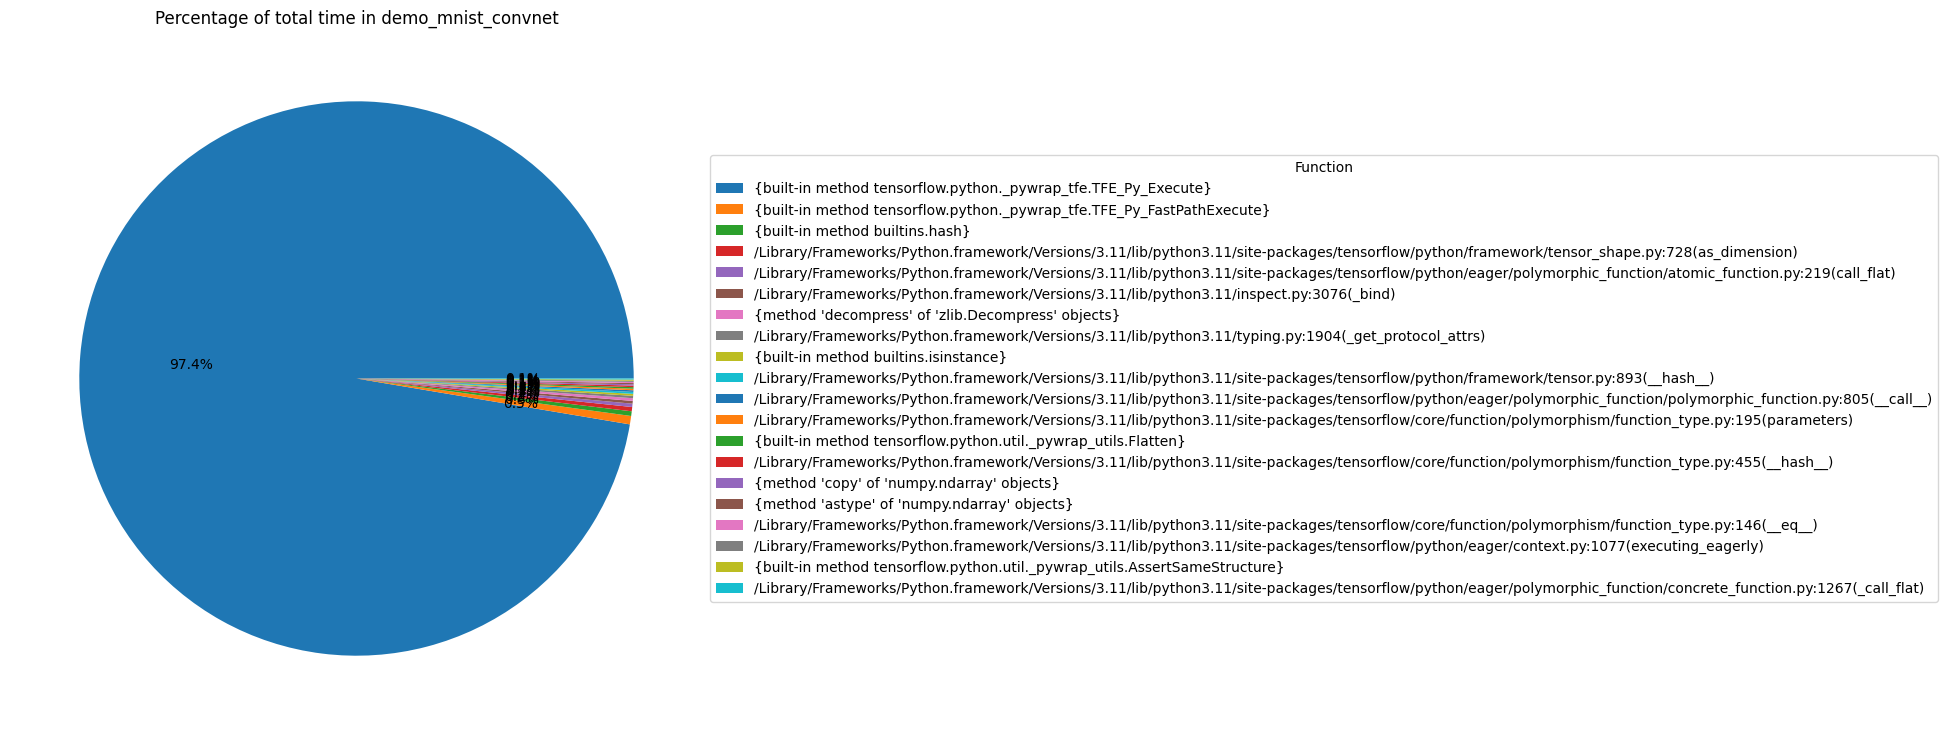 Percentage of total time in demo_mnist_convnet
97.4%
0.5%
Function
{built-in method tensorflow.python._pywrap_tfe.TFE_Py_Execute}
{built-in method tensorflow.python._pywrap_tfe.TFE_Py_FastPathExecute}
{built-in method builtins.hash}
/Library/Frameworks/Python.framework/Versions/3.11/lib/python3.11/site-packages/tensorflow/python/framework/tensor_shape.py:728(as_dimension)
/Library/Frameworks/Python.framework/Versions/3.11/lib/python3.11/site-packages/tensorflow/python/eager/polymorphic_function/atomic_function.py:219(call_flat)
/Library/Frameworks/Python.framework/Versions/3.11/lib/python3.11/inspect.py:3076(_bind)
{method 'decompress' of 'zlib.Decompress' objects}
/Library/Frameworks/Python.framework/Versions/3.11/lib/python3.11/typing.py:1904(_get_protocol_attrs)
{built-in method builtins.isinstance}
/Library/Frameworks/Python.framework/Versions/3.11/lib/python3.11/site-packages/tensorflow/python/framework/tensor.py:893(__hash__)
/Library/Frameworks/Python.framework/Versions/3.11/lib/python3.11/site-packages/tensorflow/python/eager/polymorphic_function/polymorphic_function.py:805(__call__)
/Library/Frameworks/Python.framework/Versions/3.11/lib/python3.11/site-packages/tensorflow/core/function/polymorphism/function_type.py:195(parameters)
{built-in method tensorflow.python.util._pywrap_utils.Flatten}
/Library/Frameworks/Python.framework/Versions/3.11/lib/python3.11/site-packages/tensorflow/core/function/polymorphism/function_type.py:455(__hash__)
{method 'copy' of 'numpy.ndarray' objects}
{method 'astype' of 'numpy.ndarray' objects}
/Library/Frameworks/Python.framework/Versions/3.11/lib/python3.11/site-packages/tensorflow/core/function/polymorphism/function_type.py:146(__eq__)
/Library/Frameworks/Python.framework/Versions/3.11/lib/python3.11/site-packages/tensorflow/python/eager/context.py:1077(executing_eagerly)
{built-in method tensorflow.python.util._pywrap_utils.AssertSameStructure}
/Library/Frameworks/Python.framework/Versions/3.11/lib/python3.11/site-packages/tensorflow/python/eager/polymorphic_function/concrete_function.py:1267(_call_flat)